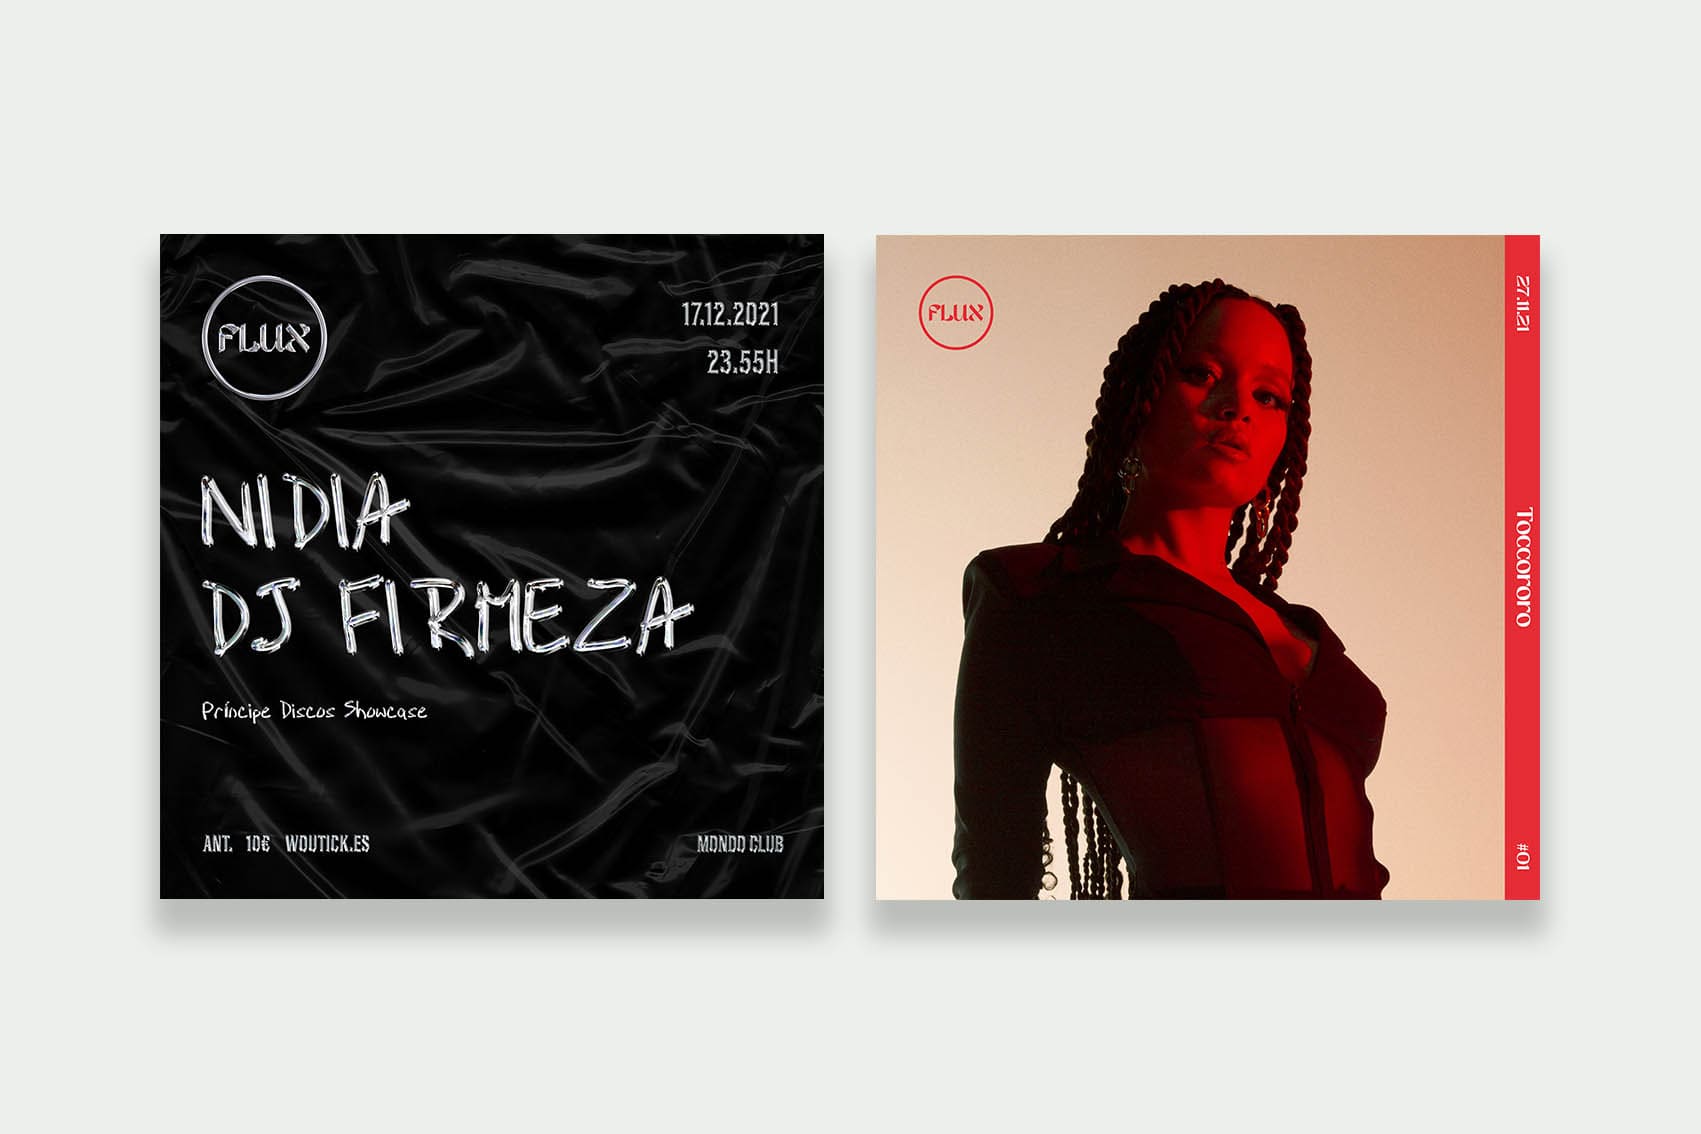 FLUX
17.12.2021
23.55H
NIDIA
DJ FIRMEZA
Príncipe Discos Showcase
ANT. 10€ WOUTICK.ES
MONDO CLUB
FLUX
27.11.21
Toccororo
#01